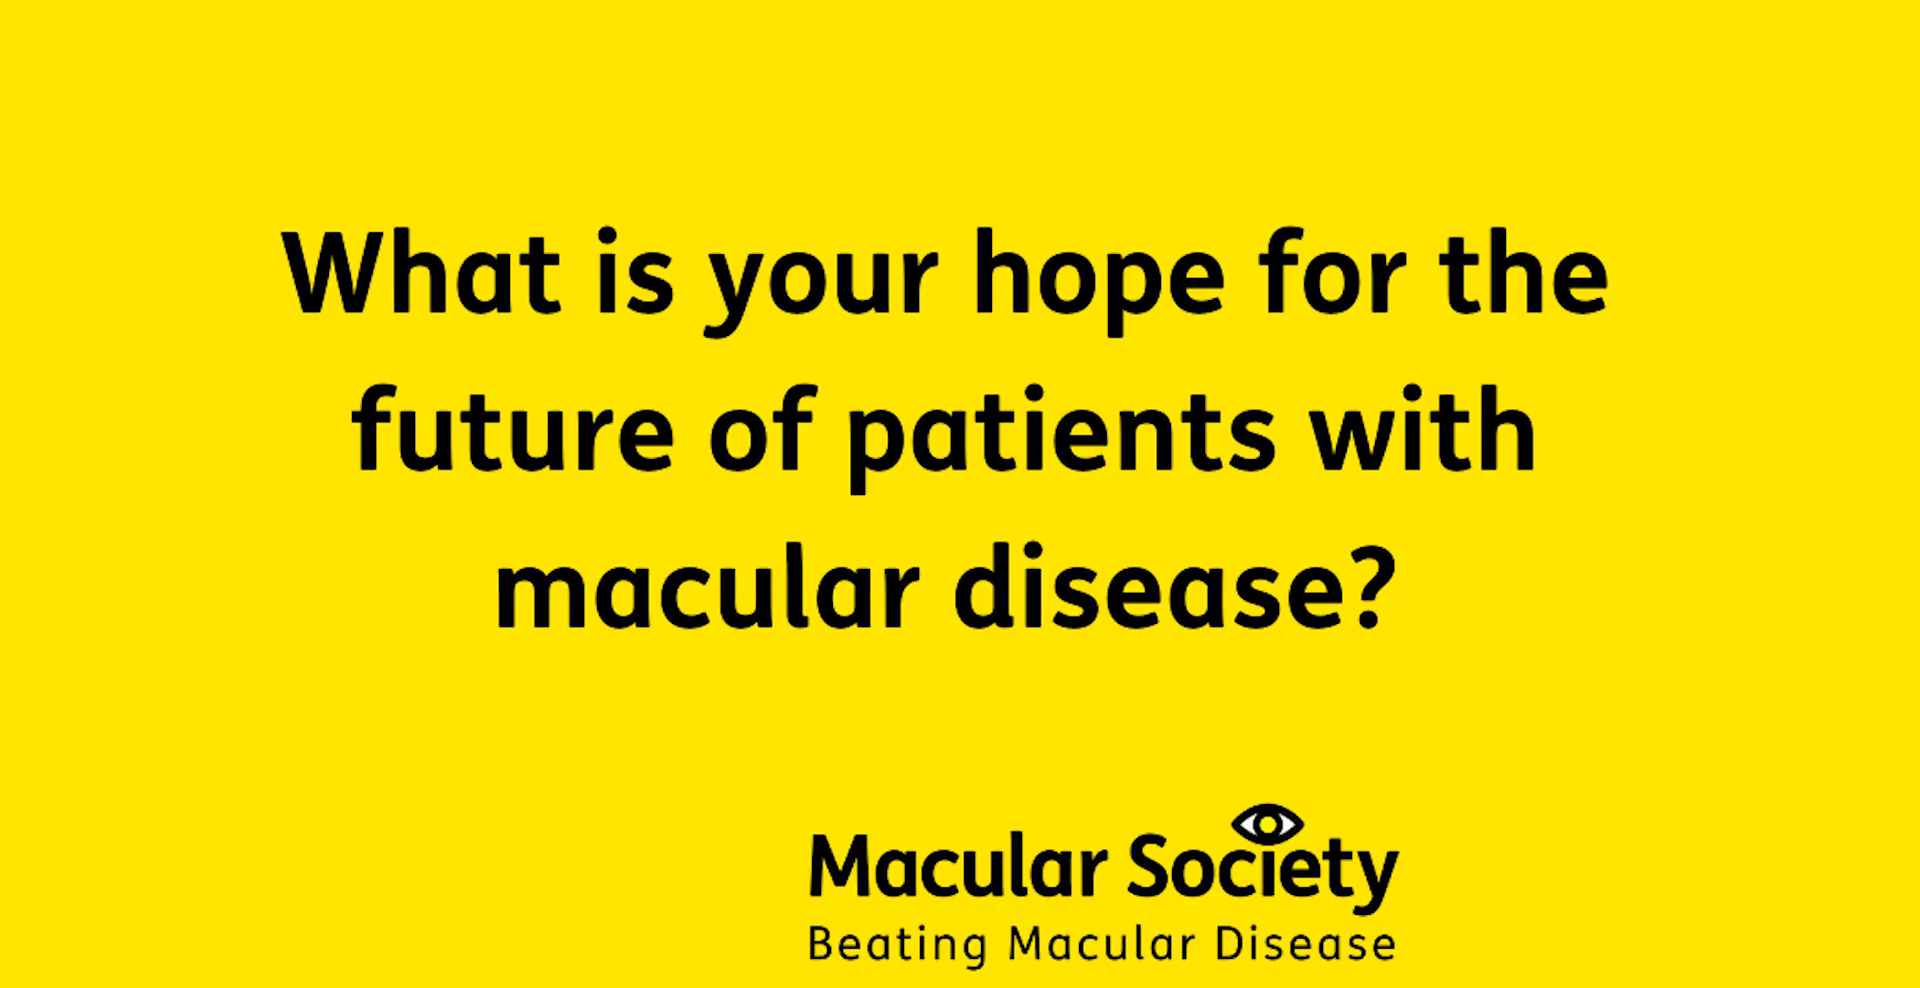 What is your hope for the
future of patients with
macular disease?
Macular Society
Beating Macular Disease